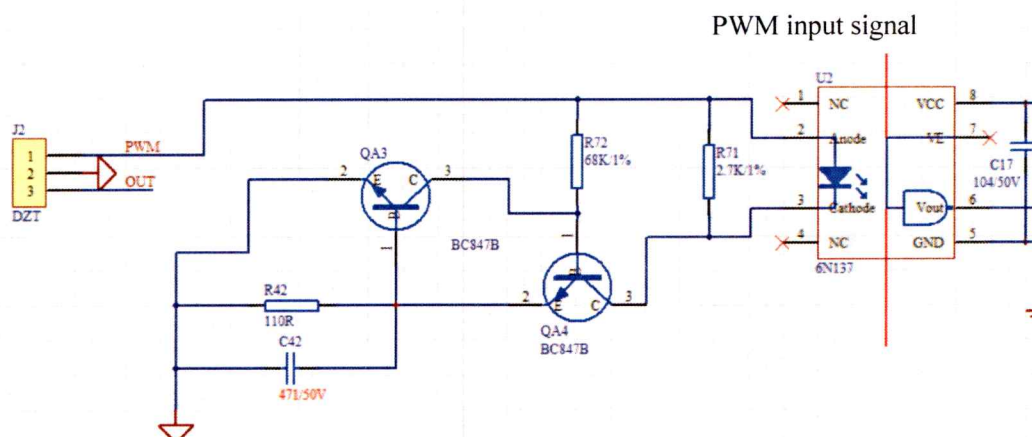 PWM input signal
U2
J2
1
2
3
DZT
PWM
OUT
QA3
2
E
C
3
B
1
BC847B
R72
68K/1%
R71
2.7K/1%
1
NC
2
Anode
3
Cathode
4
NC
6N137
VCC
8
VE
7
Vout
6
GND
5
C17
104/50V
R42
110R
C42
471/50V
1
B
2
E
C
3
QA4
BC847B